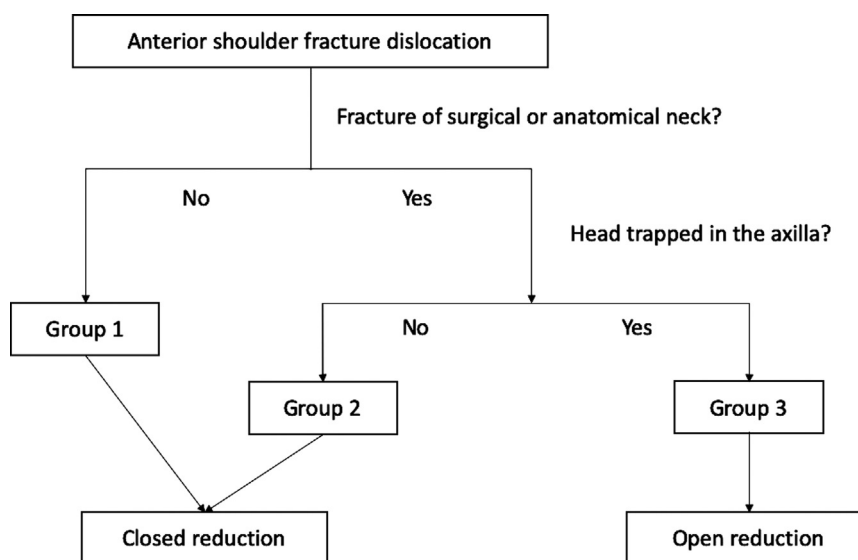 Anterior shoulder fracture dislocation
Fracture of surgical or anatomical neck?
No
Yes
Head trapped in the axilla?
Group 1
No
Yes
Group 2
Group 3
Closed reduction
Open reduction